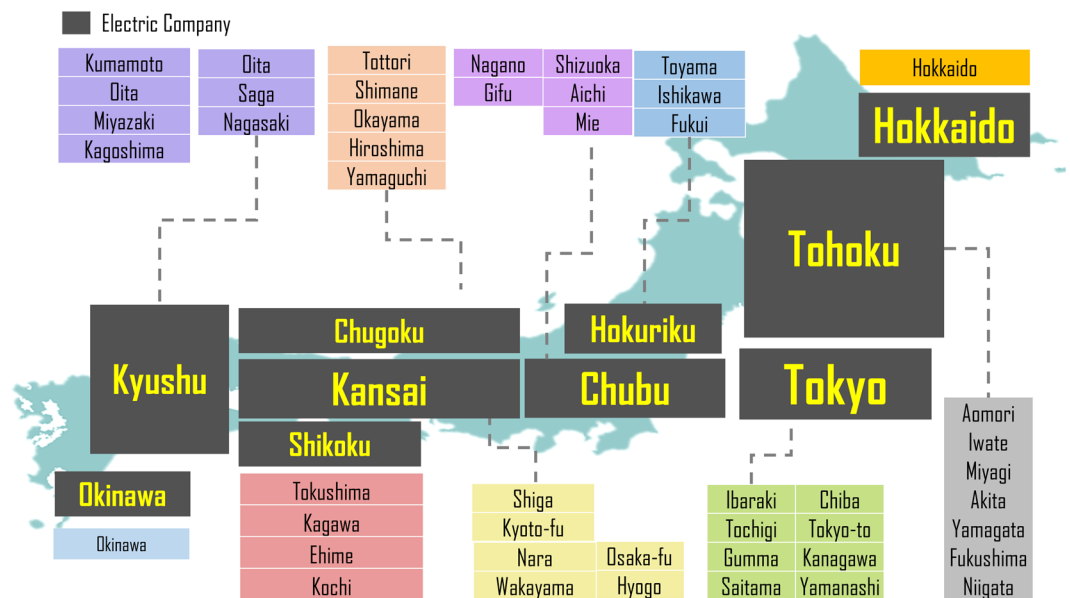 Electric Company
Kumamoto
Oita
Miyazaki
Kagoshima
Oita
Saga
Nagasaki
Tottori
Shimane
Okayama
Hiroshima
Yamaguchi
Nagano
Gifu
Shizuoka
Aichi
Mie
Toyama
Ishikawa
Fukui
Hokkaido
Hokkaido
Tohoku
Kyushu
Chugoku
Hokuriku
Kansai
Chubu
Tokyo
Shikoku
Okinawa
Okinawa
Tokushima
Kagawa
Ehime
Kochi
Shiga
Kyoto-fu
Nara
Wakayama
Osaka-fu
Hyogo
Ibaraki
Tochigi
Gumma
Saitama
Chiba
Tokyo-to
Kanagawa
Yamanashi
Aomori
Iwate
Miyagi
Akita
Yamagata
Fukushima
Niigata